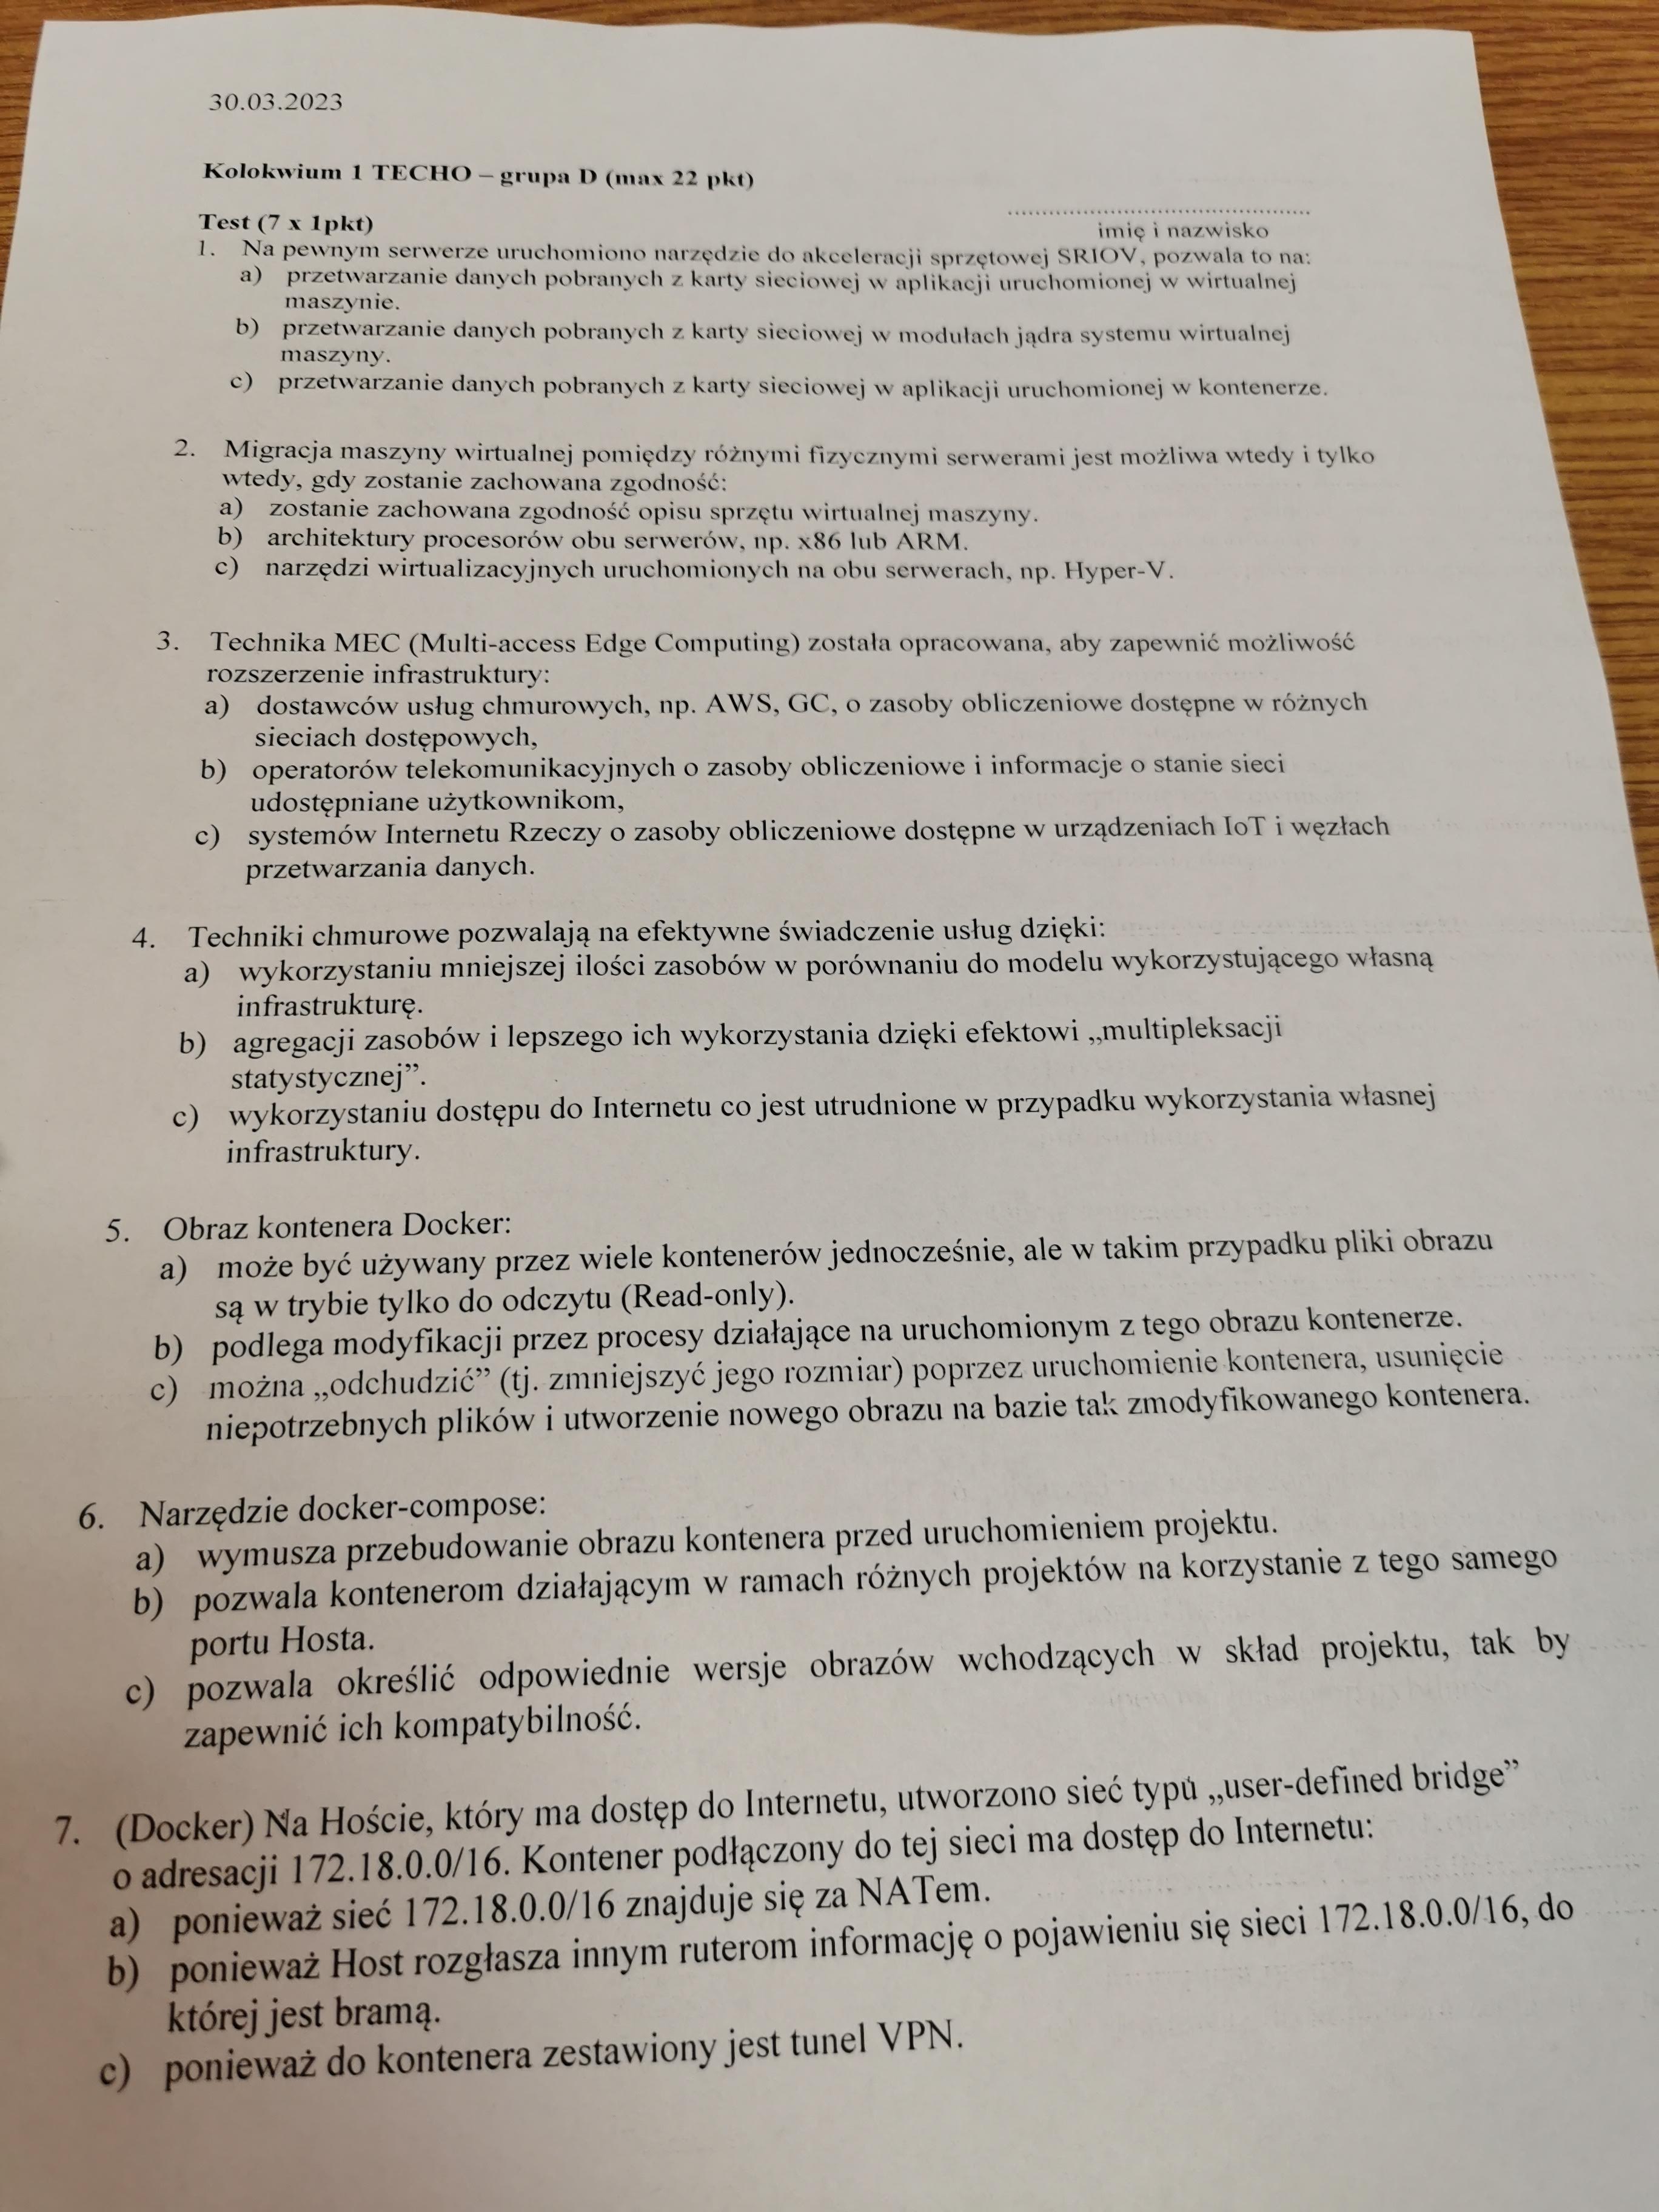 30.03.2023
Kolokwium 1 TECHO – grupa D (max 22 pkt)
................................................
Test (7 x 1pkt)
imię i nazwisko
1. Na pewnym serwerze uruchomiono narzędzie do akceleracji sprzętowej SRIOV, pozwala to na:
a) przetwarzanie danych pobranych z karty sieciowej w aplikacji uruchomionej w wirtualnej
maszynie.
b) przetwarzanie danych pobranych z karty sieciowej w modułach jądra systemu wirtualnej
maszyny.
c) przetwarzanie danych pobranych z karty sieciowej w aplikacji uruchomionej w kontenerze.
2. Migracja maszyny wirtualnej pomiędzy różnymi fizycznymi serwerami jest możliwa wtedy i tylko
wtedy, gdy zostanie zachowana zgodność:
a) zostanie zachowana zgodność opisu sprzętu wirtualnej maszyny.
b) architektury procesorów obu serwerów, np. x86 lub ARM.
c) narzędzi wirtualizacyjnych uruchomionych na obu serwerach, np. Hyper-V.
3. Technika MEC (Multi-access Edge Computing) została opracowana, aby zapewnić możliwość
rozszerzenie infrastruktury:
a) dostawców usług chmurowych, np. AWS, GC, o zasoby obliczeniowe dostępne w różnych
sieciach dostępowych,
b) operatorów telekomunikacyjnych o zasoby obliczeniowe i informacje o stanie sieci
udostępniane użytkownikom,
c) systemów Internetu Rzeczy o zasoby obliczeniowe dostępne w urządzeniach IoT i węzłach
przetwarzania danych.
4. Techniki chmurowe pozwalają na efektywne świadczenie usług dzięki:
a) wykorzystaniu mniejszej ilości zasobów w porównaniu do modelu wykorzystującego własną
infrastrukturę.
b) agregacji zasobów i lepszego ich wykorzystania dzięki efektowi „multipleksacji
statystycznej”.
c) wykorzystaniu dostępu do Internetu co jest utrudnione w przypadku wykorzystania własnej
infrastruktury.
5. Obraz kontenera Docker:
a) może być używany przez wiele kontenerów jednocześnie, ale w takim przypadku pliki obrazu
są w trybie tylko do odczytu (Read-only).
b) podlega modyfikacji przez procesy działające na uruchomionym z tego obrazu kontenerze.
c) można „odchudzić” (tj. zmniejszyć jego rozmiar) poprzez uruchomienie kontenera, usunięcie
niepotrzebnych plików i utworzenie nowego obrazu na bazie tak zmodyfikowanego kontenera.
6. Narzędzie docker-compose:
a) wymusza przebudowanie obrazu kontenera przed uruchomieniem projektu.
b) pozwala kontenerom działającym w ramach różnych projektów na korzystanie z tego samego
portu Hosta.
c) pozwala określić odpowiednie wersje obrazów wchodzących w skład projektu, tak by
zapewnić ich kompatybilność.
7. (Docker) Na Hoście, który ma dostęp do Internetu, utworzono sieć typu „user-defined bridge”
o adresacji 172.18.0.0/16. Kontener podłączony do tej sieci ma dostęp do Internetu:
a) ponieważ sieć 172.18.0.0/16 znajduje się za NATem.
b) ponieważ Host rozgłasza innym ruterom informację o pojawieniu się sieci 172.18.0.0/16, do
której jest bramą.
c) ponieważ do kontenera zestawiony jest tunel VPN.